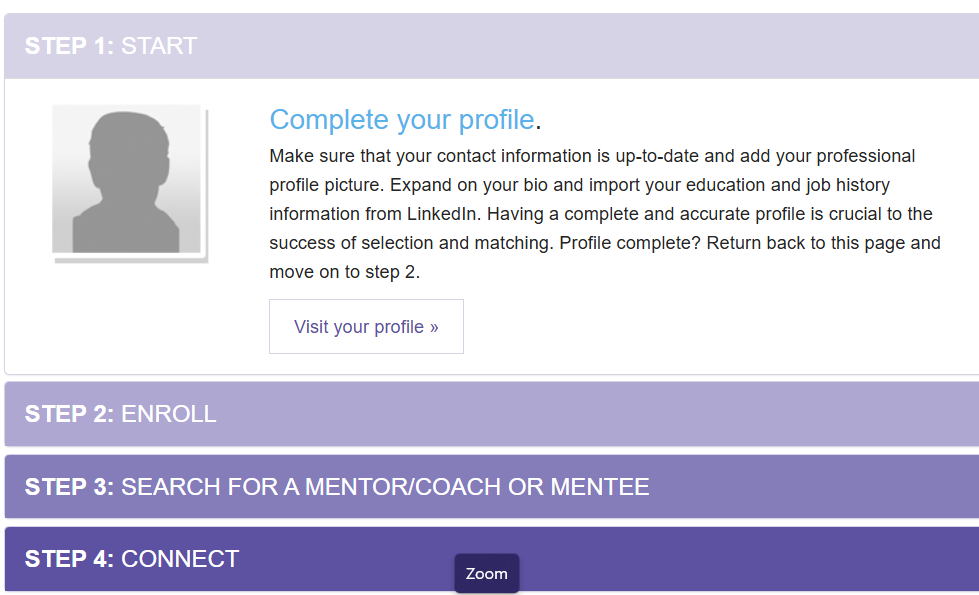 STEP 1: START
Complete your profile.
Make sure that your contact information is up-to-date and add your professional
profile picture. Expand on your bio and import your education and job history
information from LinkedIn. Having a complete and accurate profile is crucial to the
success of selection and matching. Profile complete? Return back to this page and
move on to step 2.
Visit your profile »
STEP 2: ENROLL
STEP 3: SEARCH FOR A MENTOR/COACH OR MENTEE
STEP 4: CONNECT
Zoom